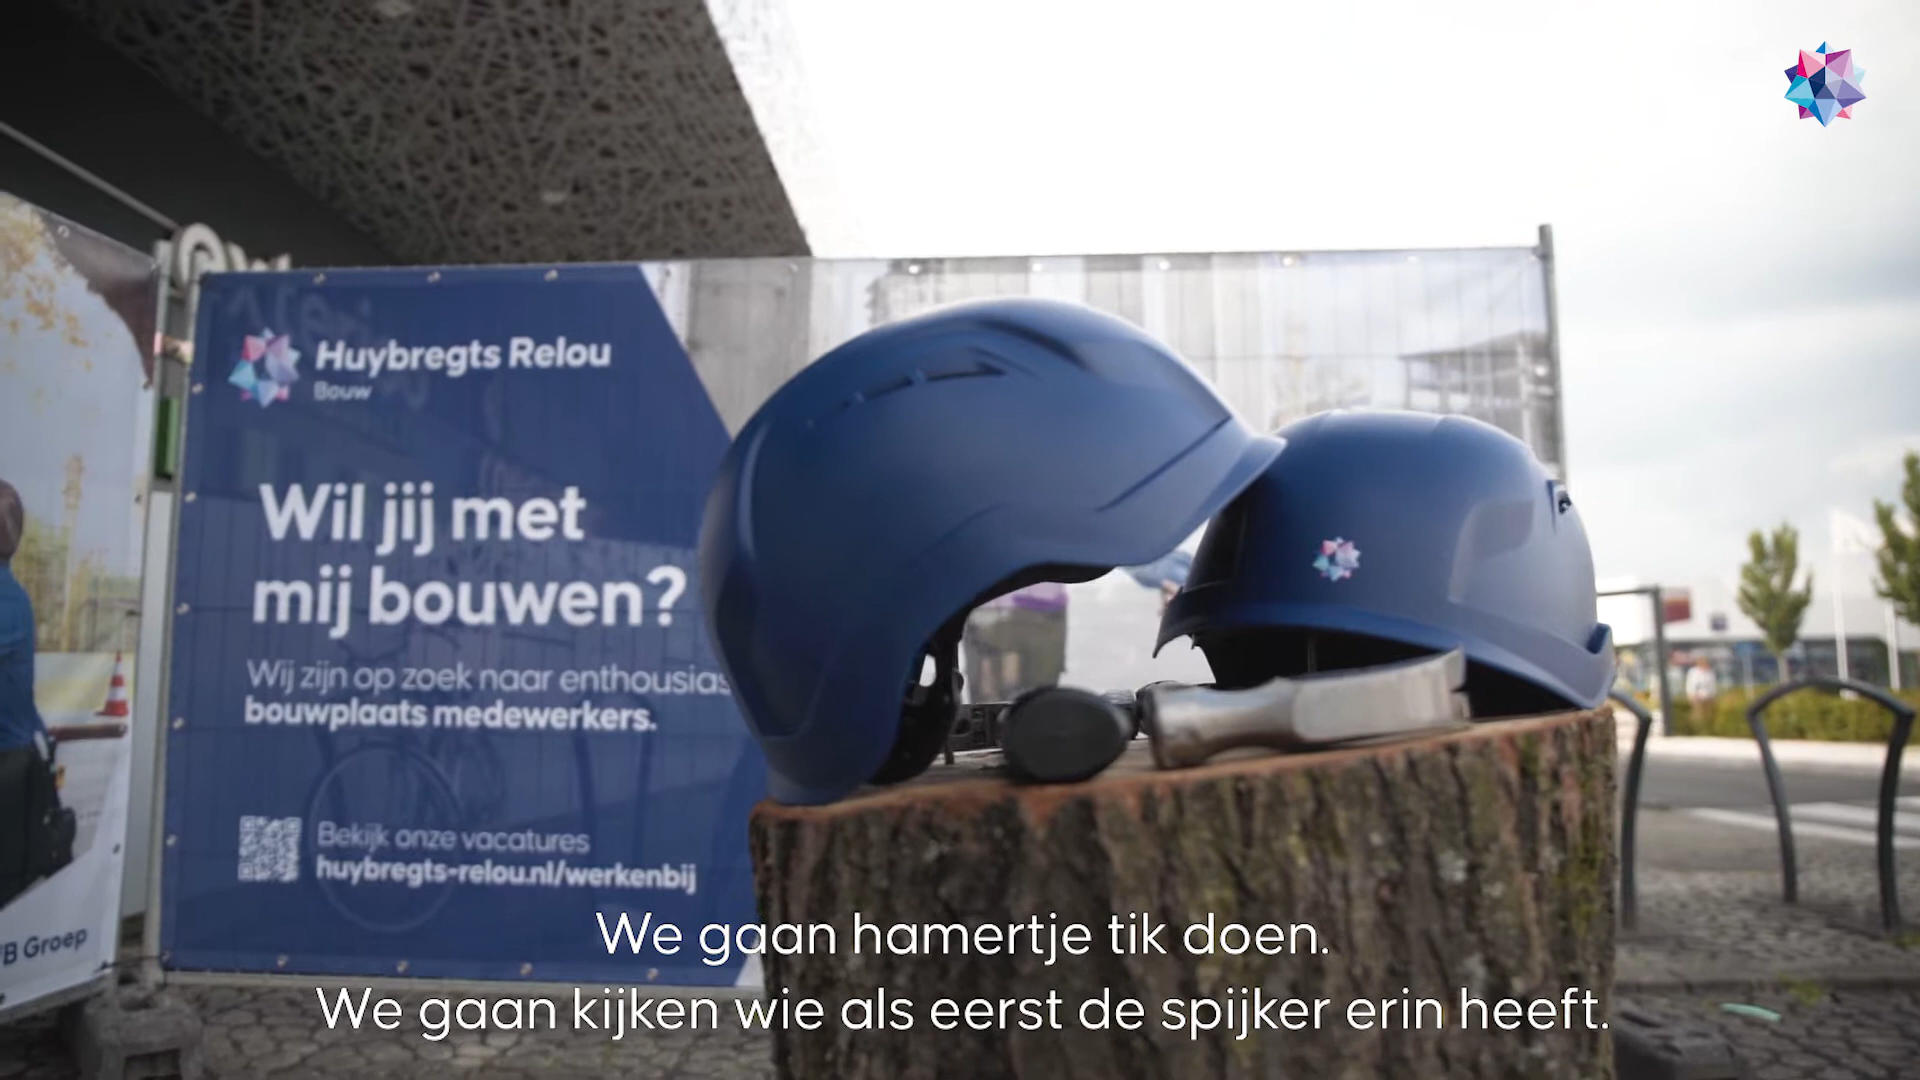 Huybregts Relou
Bouw
Wil jij met
mij bouwen?
Wij zijn op zoek naar enthousias
bouwplaats medewerkers.
Bekijk onze vacatures
huybregts-relou.nl/werkenbij
B Groep
We gaan hamertje tik doen.
We gaan kijken wie als eerst de spijker erin heeft.